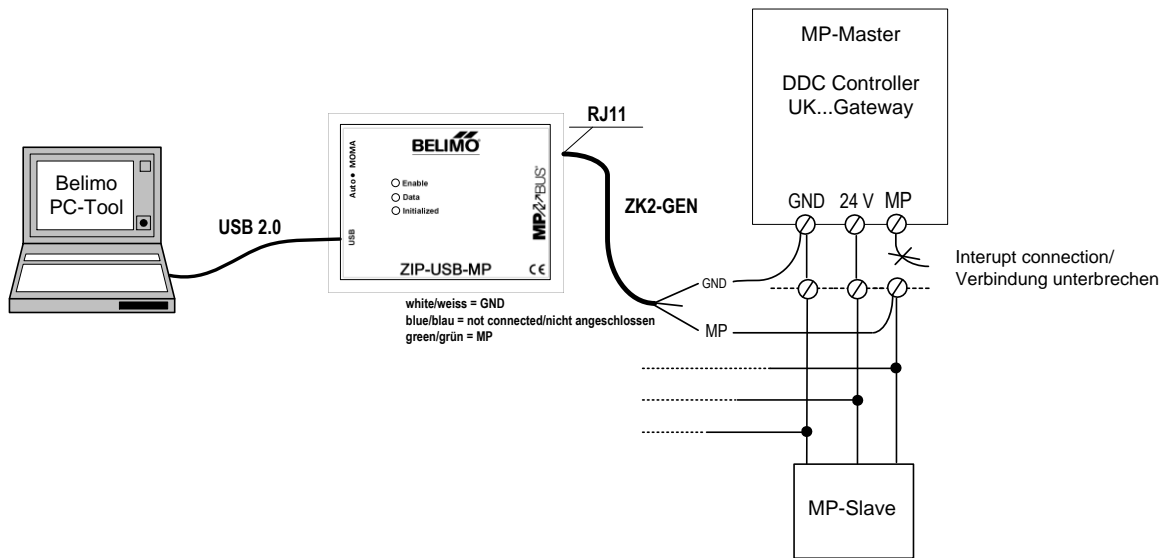 Belimo
PC-Tool
USB 2.0
Auto • MOMA
USB
BELIMO®
Enable
Data
Initialized
MP BUS®
ZIP-USB-MP
CE
RJ11
ZK2-GEN
white/weiss = GND
blue/blau = not connected/nicht angeschlossen
green/grün = MP
GND
MP
MP-Master
DDC Controller
UK...Gateway
GND 24 V MP
Interupt connection/
Verbindung unterbrechen
MP-Slave